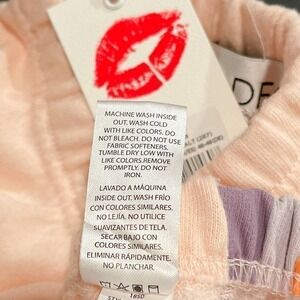 DE
MACHINE WASH INSIDE
OUT. WASH COLD
WITH LIKE COLORS. DO
NOT BLEACH. DO NOT USE
FABRIC SOFTENERS.
TUMBLE DRY LOW WITH
LIKE COLORS.REMOVE
PROMPTLY. DO NOT
IRON.
LAVADO A MÁQUINA
INSIDE OUT. WASH FRÍO
CON COLORES SIMILARES.
NO LEJÍA, NO UTILICE
SUAVIZANTES DE TELA.
SECAR BAJO CON
COLORES SIMILARES.
ELIMINAR RÁPIDAMENTE.
NO PLANCHAR.